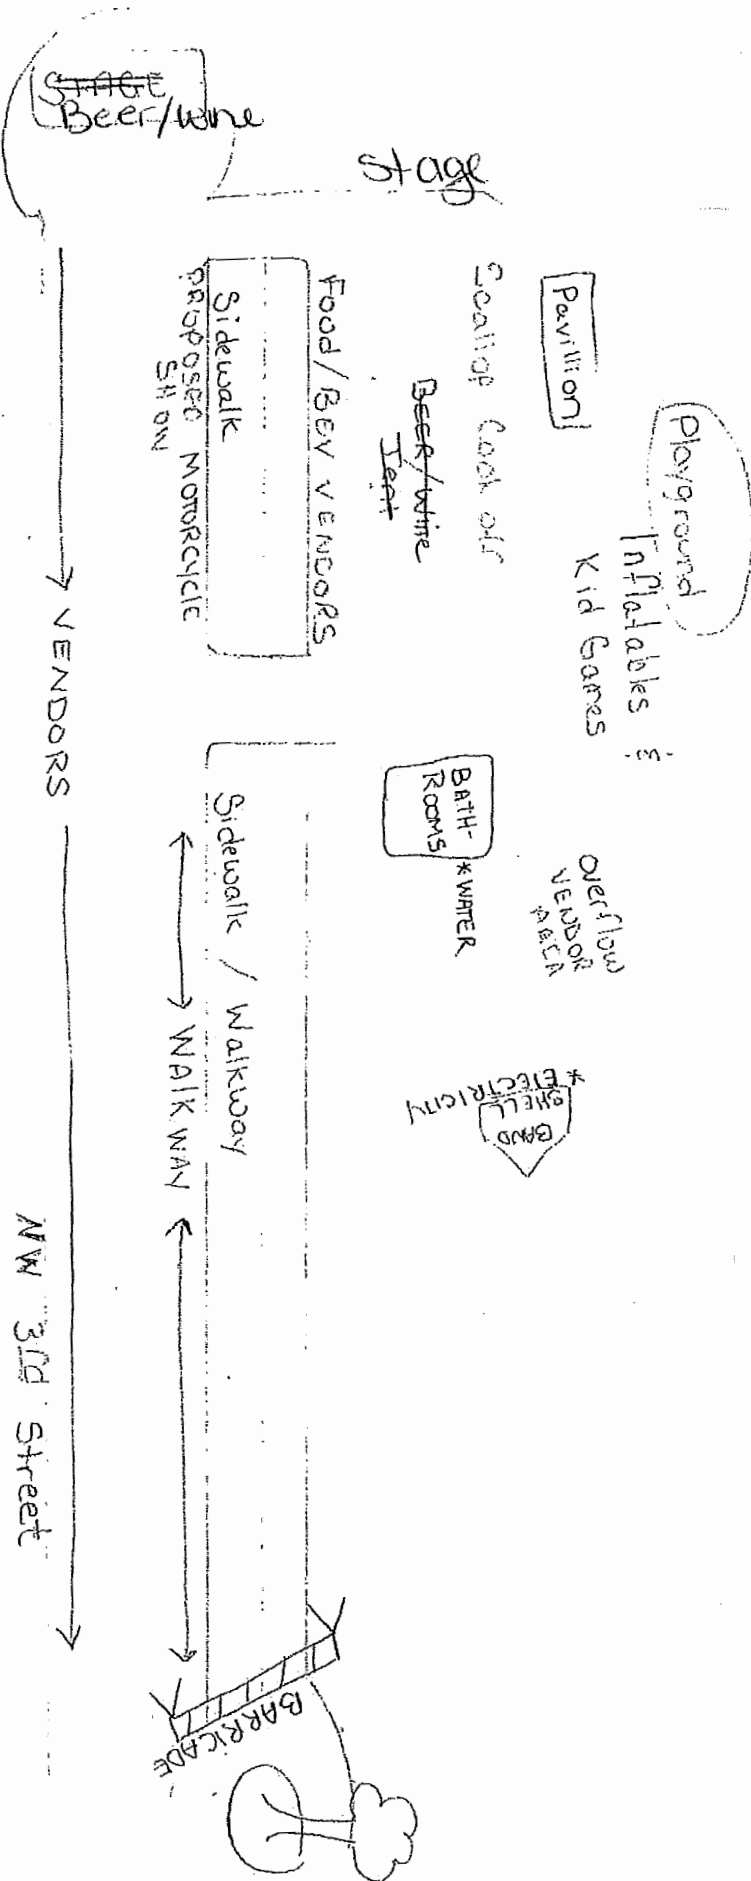 STAGE
Beer/wine
Stage
Pavillion
Playground
Inflatables &
Kid Games
Scallop Cook off
BEER/Wine
Tent
Food/BEV VENDORS
Sidewalk
PROPOSED MOTORCYCLE
SHOW
VENDORS
BATH-
ROOMS
*WATER
Overflow
VENDOR
AREA
*ELECTRICITY
BAND
SHELL
Sidewalk / Walkway
WALKWAY
NW 3rd Street
BARRICADE